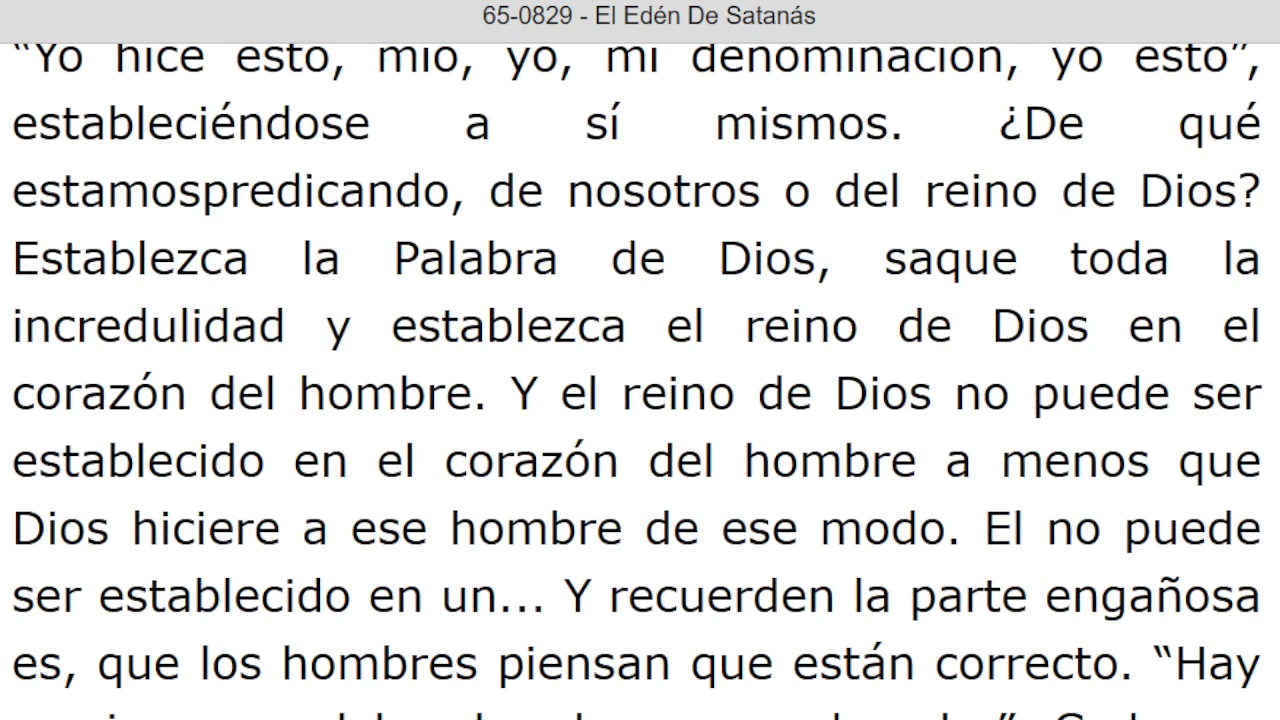 65-0829 - El Edén De Satanás
“Yo hice esto, mío, yo, mi denominación, yo esto”,
estableciéndose a sí mismos. ¿De qué
estamospredicando, de nosotros o del reino de Dios?
Establezca la Palabra de Dios, saque toda la
incredulidad y establezca el reino de Dios en el
corazón del hombre. Y el reino de Dios no puede ser
establecido en el corazón del hombre a menos que
Dios hiciere a ese hombre de ese modo. El no puede
ser establecido en un... Y recuerden la parte engañosa
es, que los hombres piensan que están correcto. “Hay